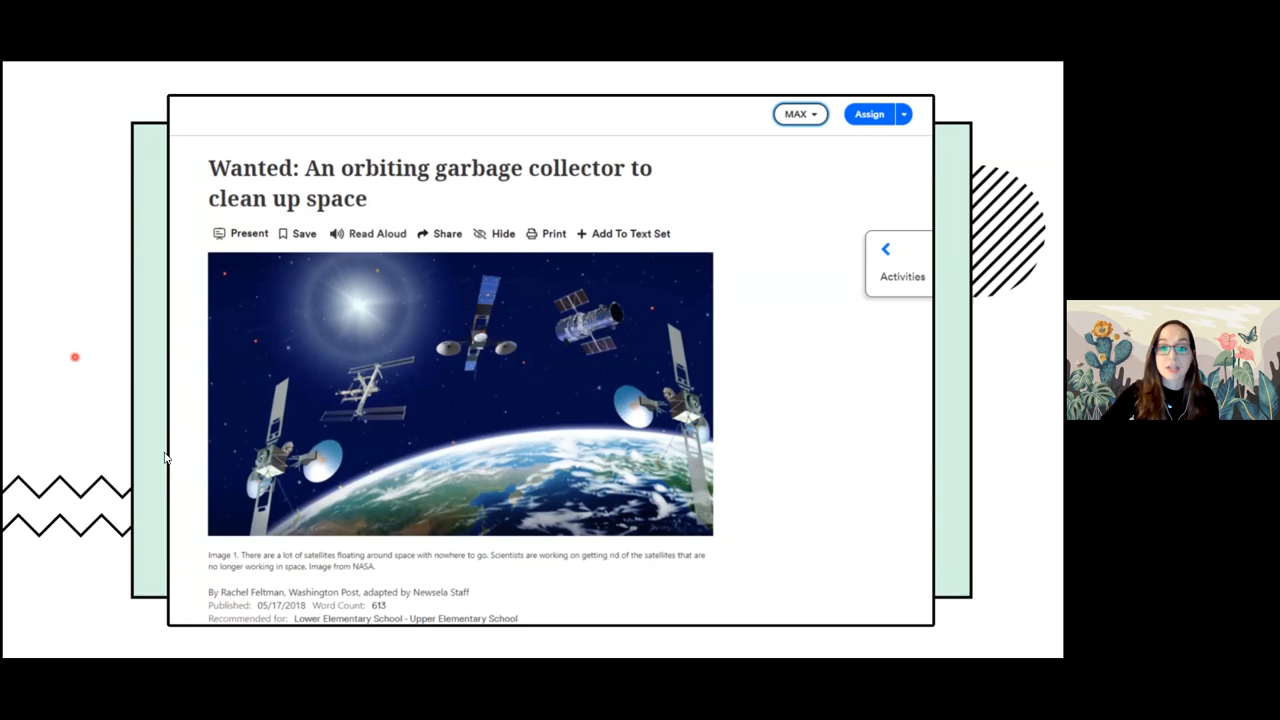 MAX
Assign
Wanted: An orbiting garbage collector to
clean up space
Present Save Read Aloud Share Hide Print Add To Text Set
Activities
Image 1. There are a lot of satellites floating around space with nowhere to go. Scientists are working on getting rid of the satellites that are
no longer working in space. Image from NASA.
By Rachel Feltman, Washington Post, adapted by Newsela Staff
Published: 05/17/2018 Word Count: 613
Recommended for: Lower Elementary School - Upper Elementary School